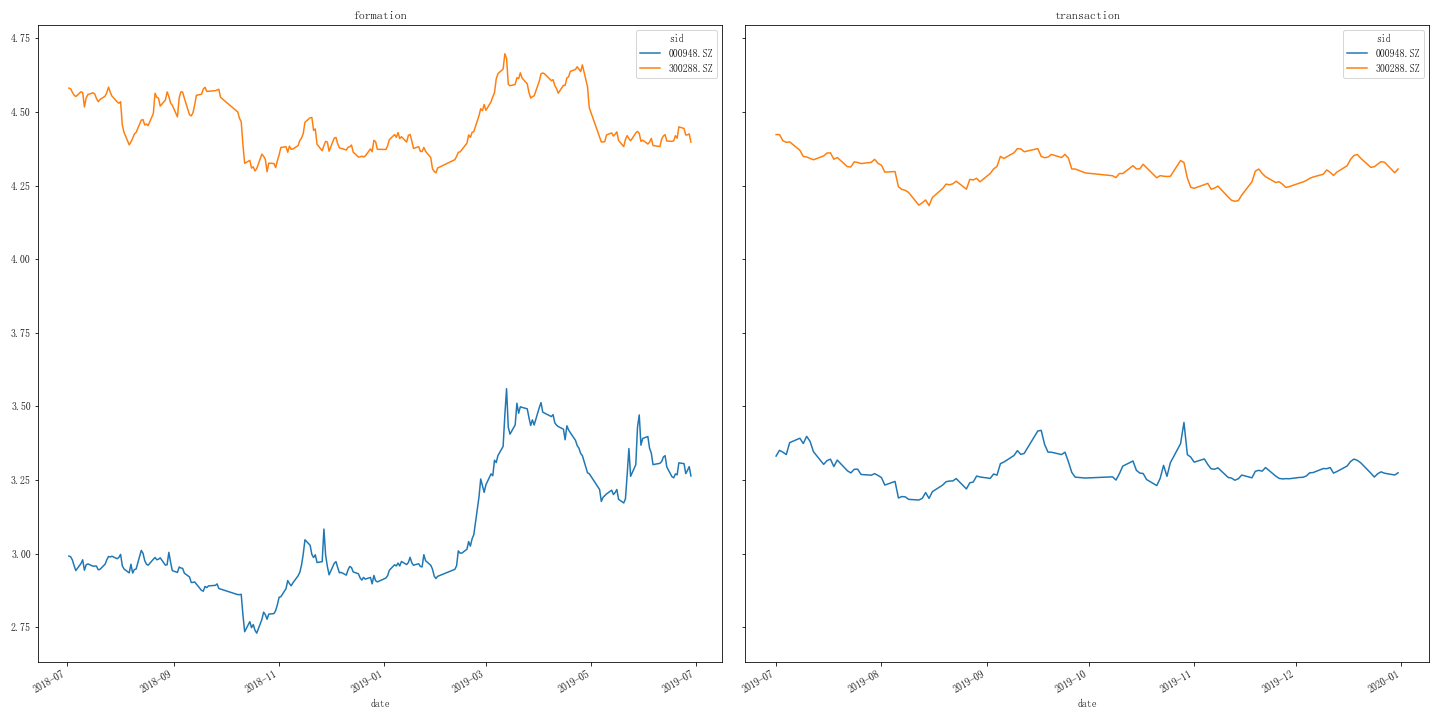 formation
transaction
sid
000948.SZ
300288.SZ
sid
000948.SZ
300288.SZ
4.75
4.50
4.25
4.00
3.75
3.50
3.25
3.00
2.75
2018-07
2018-09
2018-11
2019-01
2019-03
2019-05
2019-07
2019-07
2019-08
2019-09
2019-10
2019-11
2019-12
2020-01
date
date